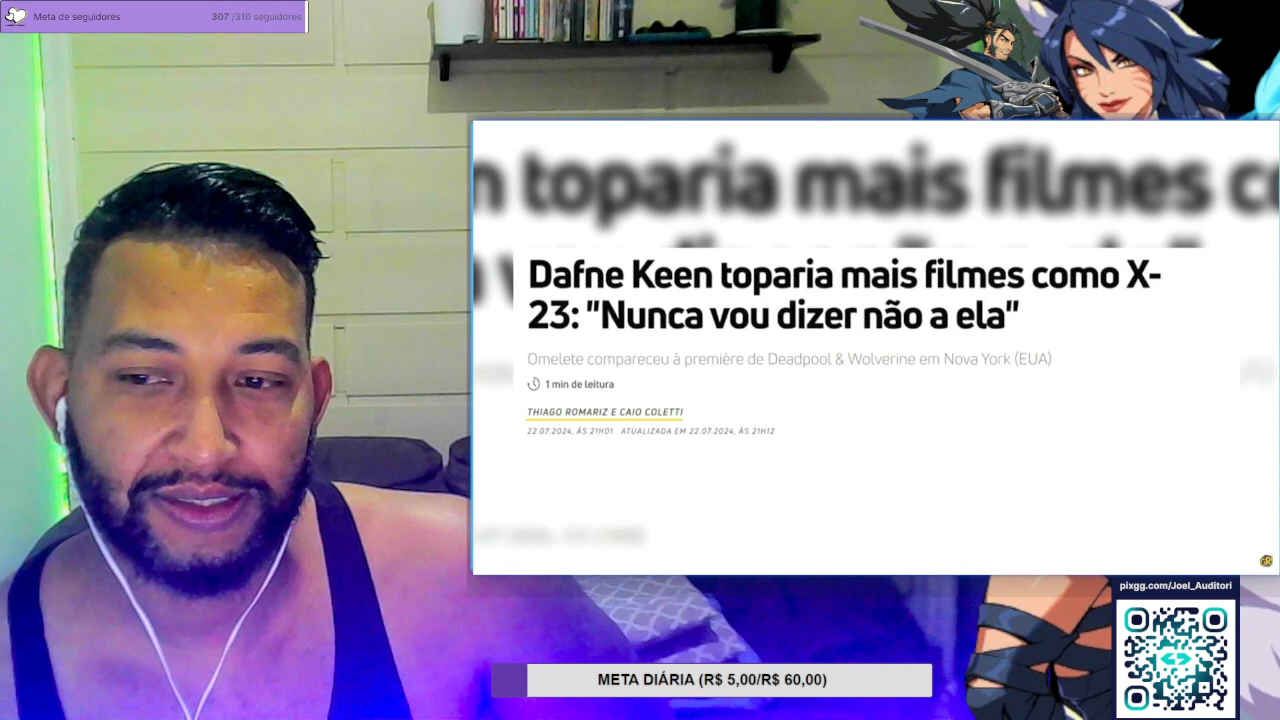 Meta de seguidores
307 /310 seguidores
n toparia mais filmes c
Dafne Keen toparia mais filmes como X-
23: "Nunca vou dizer não a ela"
Omelete compareceu à première de Deadpool & Wolverine em Nova York (EUA)
1 min de leitura
THIAGO ROMARIZ E CAIO COLETTI
22.07.2024, ÀS 21H01. ATUALIZADA EM 22.07.2024, ÀS 21H12
pixgg.com/Joel_Auditori
META DIÁRIA (R$ 5,00/R$ 60,00)